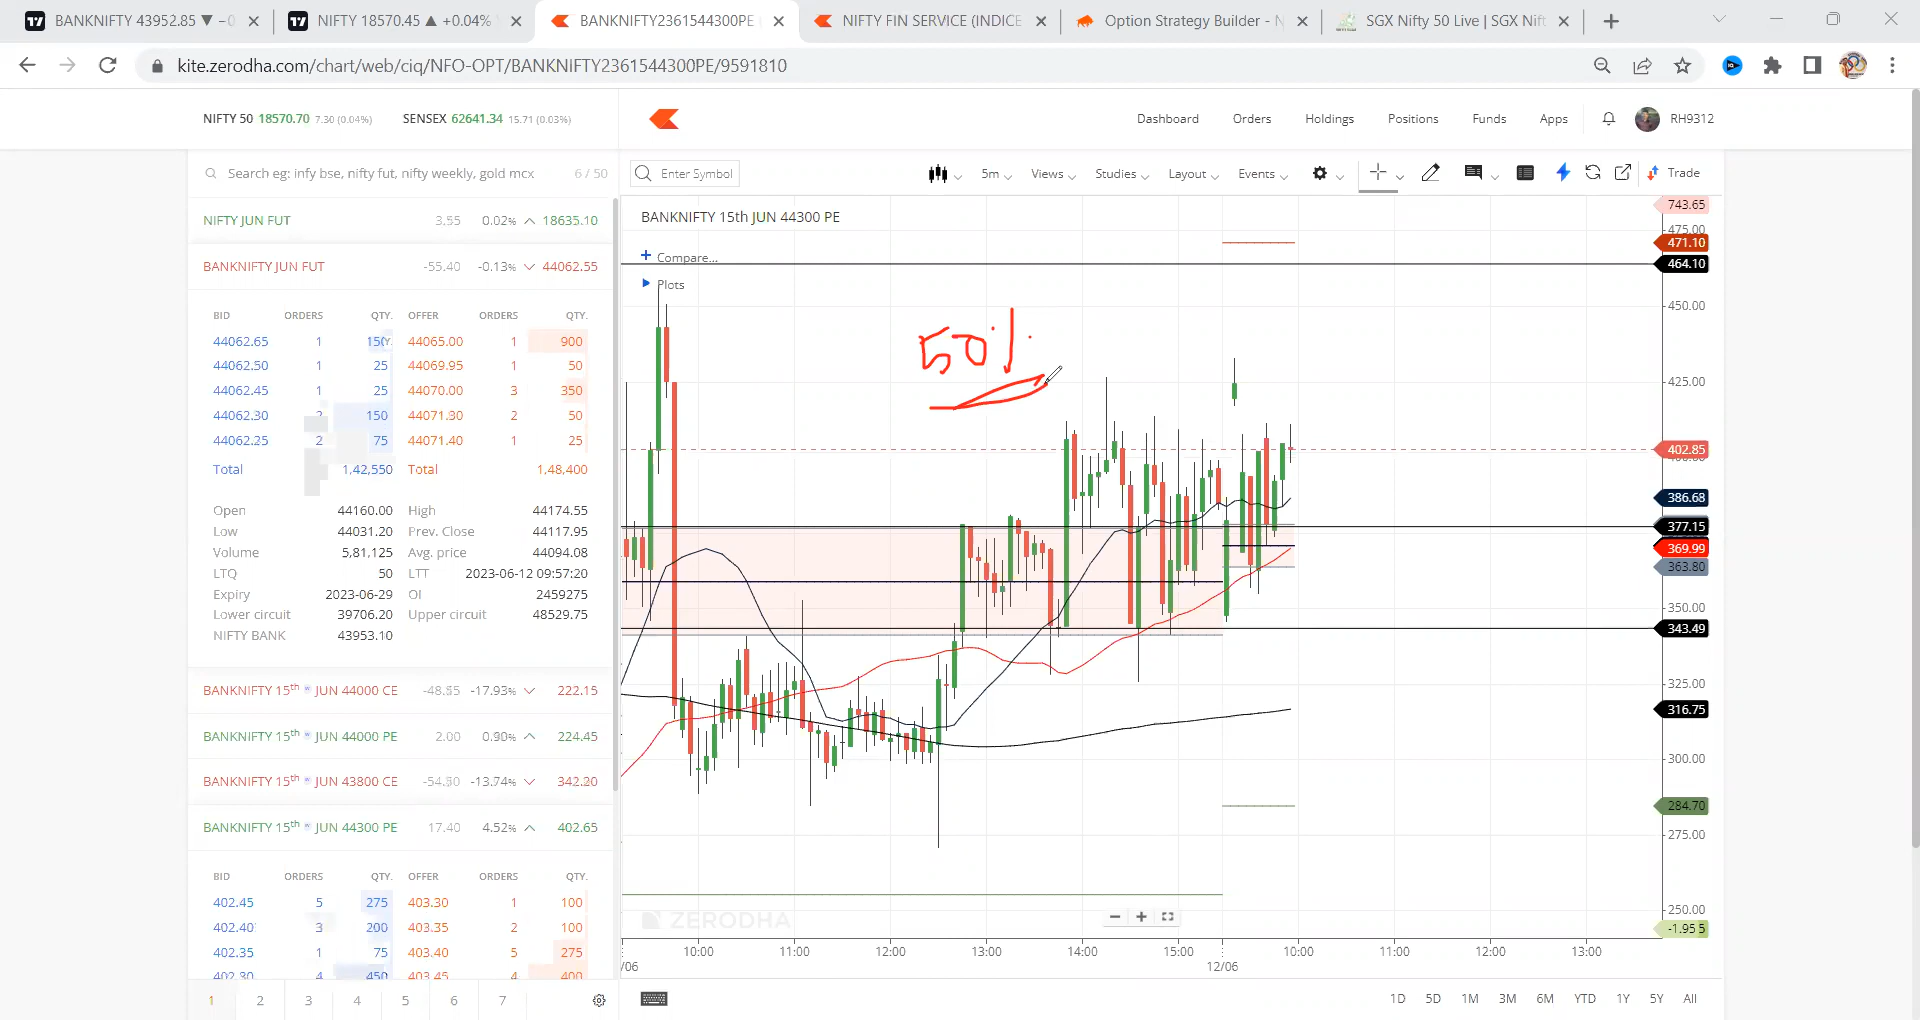 BANKNIFTY 43952.85 ▼ −0
NIFTY 18570.45 ▲ +0.04%
BANKNIFTY2361544300PE
NIFTY FIN SERVICE (INDICE
Option Strategy Builder - N
SGX Nifty 50 Live | SGX Nift
kite.zerodha.com/chart/web/ciq/NFO-OPT/BANKNIFTY2361544300PE/9591810
NIFTY 50 18570.70 7.30 (0.04%) SENSEX 62641.34 15.71 (0.03%)
Dashboard Orders Holdings Positions Funds Apps RH9312
Search eg: infy bse, nifty fut, nifty weekly, gold mcx 6 / 50
Enter Symbol 5m Views Studies Layout Events Trade
NIFTY JUN FUT 3.55 0.02% 18635.10
BANKNIFTY JUN FUT -55.40 -0.13% 44062.55
BID ORDERS QTY. OFFER ORDERS QTY.
44062.65 1 150 44065.00 1 900
44062.50 1 25 44069.95 1 50
44062.45 1 25 44070.00 3 350
44062.30 2 150 44071.30 2 50
44062.25 2 75 44071.40 1 25
Total 1,42,550 Total 1,48,400
Open 44160.00 High 44174.55
Low 44031.20 Prev. Close 44117.95
Volume 5,81,125 Avg. price 44094.08
LTQ 50 LTT 2023-06-12 09:57:20
Expiry 2023-06-29 OI 2459275
Lower circuit 39706.20 Upper circuit 48529.75
NIFTY BANK 43953.10
BANKNIFTY 15th w JUN 44000 CE -48.55 -17.93% 222.15
BANKNIFTY 15th w JUN 44000 PE 2.00 0.90% 224.45
BANKNIFTY 15th w JUN 43800 CE -54.50 -13.74% 342.20
BANKNIFTY 15th w JUN 44300 PE 17.40 4.52% 402.65
BID ORDERS QTY. OFFER ORDERS QTY.
402.45 5 275 403.30 1 100
402.40 3 200 403.35 2 100
402.35 1 75 403.40 5 275
402.30 4 450 403.45 4 400
1 2 3 4 5 6 7
BANKNIFTY 15th JUN 44300 PE
Compare...
Plots
50%
ZERODHA
743.65
475.00
471.10
464.10
450.00
425.00
402.85
386.68
377.15
369.99
363.80
350.00
343.49
325.00
316.75
300.00
284.70
275.00
250.00
-1.95 5
10:00 11:00 12:00 13:00 14:00 15:00 10:00 11:00 12:00 13:00
/06 12/06
1D 5D 1M 3M 6M YTD 1Y 5Y All